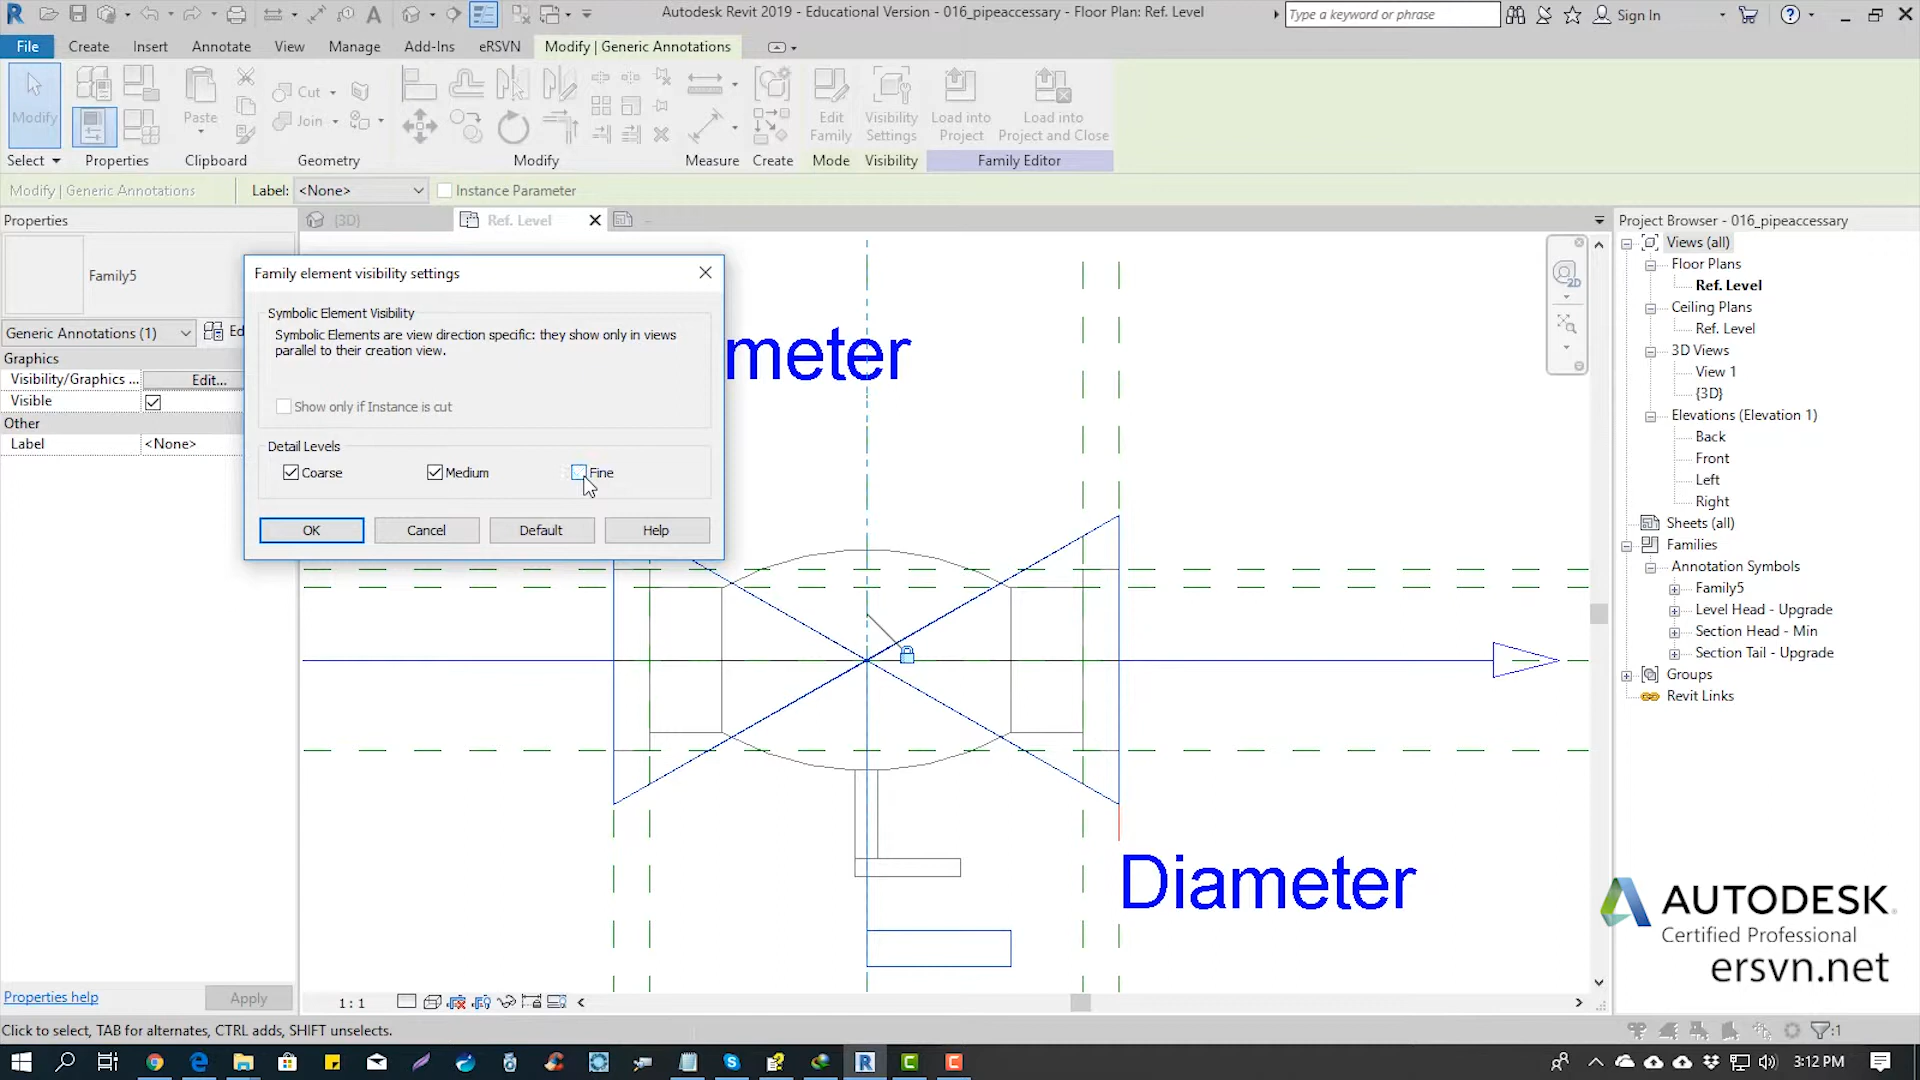 Autodesk Revit 2019 - Educational Version - 016_pipeaccessary - Floor Plan: Ref. Level
Type a keyword or phrase
Sign In
File Create Insert Annotate View Manage Add-Ins eRSVN Modify | Generic Annotations
Modify
Paste
Cut
Join
Edit Family
Visibility Settings
Load into Project
Load into Project and Close
Select Properties Clipboard Geometry Modify Measure Create Mode Visibility Family Editor
Modify | Generic Annotations Label: <None> Instance Parameter
Properties
{3D}
Ref. Level
Project Browser - 016_pipeaccessary
Family5
Generic Annotations (1)
Ed
Graphics
Visibility/Graphics ... Edit...
Visible
Other
Label <None>
Properties help
Apply
Family element visibility settings
Symbolic Element Visibility
Symbolic Elements are view direction specific: they show only in views
parallel to their creation view.
Show only if Instance is cut
Detail Levels
Coarse Medium Fine
OK Cancel Default Help
meter
Diameter
2D
Views (all)
Floor Plans
Ref. Level
Ceiling Plans
Ref. Level
3D Views
View 1
{3D}
Elevations (Elevation 1)
Back
Front
Left
Right
Sheets (all)
Families
Annotation Symbols
Family5
Level Head - Upgrade
Section Head - Min
Section Tail - Upgrade
Groups
Revit Links
AUTODESK.
Certified Professional
ersvn.net
1 : 1
Click to select, TAB for alternates, CTRL adds, SHIFT unselects.
:1
3:12 PM